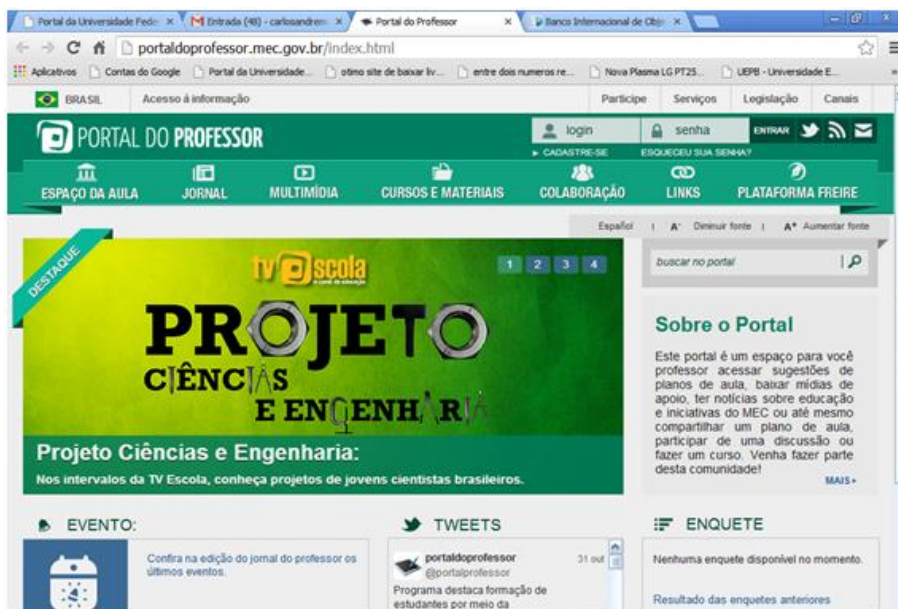 Portal da Universidade Fede
Entrada (48) - carlosandrem
Portal do Professor
Banco Internacional de Obje
portaldoprofessor.mec.gov.br/index.html
Aplicativos
Contas do Google
Portal da Universidade...
otimo site de baixar liv...
entre dois numeros re...
Nova Plasma LG PT25...
UEPB - Universidade E...
BRASIL
Acesso à informação
Participe
Serviços
Legislação
Canais
PORTAL DO PROFESSOR
login
senha
ENTRAR
CADASTRE-SE
ESQUECEU SUA SENHA?
ESPAÇO DA AULA
JORNAL
MULTIMÍDIA
CURSOS E MATERIAIS
COLABORAÇÃO
LINKS
PLATAFORMA FREIRE
Español | A- Diminuir fonte | A+ Aumentar fonte
DESTAQUE
tv escola
1 2 3 4
PROJETO
CIÊNCIAS
E ENGENHARIA
Projeto Ciências e Engenharia:
Nos intervalos da TV Escola, conheça projetos de jovens cientistas brasileiros.
buscar no portal
Sobre o Portal
Este portal é um espaço para você
professor acessar sugestões de
planos de aula, baixar mídias de
apoio, ter notícias sobre educação
e iniciativas do MEC ou até mesmo
compartilhar um plano de aula,
participar de uma discussão ou
fazer um curso. Venha fazer parte
desta comunidade!
MAIS
EVENTO:
Confira na edição do jornal do professor os
últimos eventos.
TWEETS
portaldoprofessor
31 out
@portalprofessor
Programa destaca formação de
estudantes por meio da
ENQUETE
Nenhuma enquete disponível no momento.
Resultado das enquetes anteriores